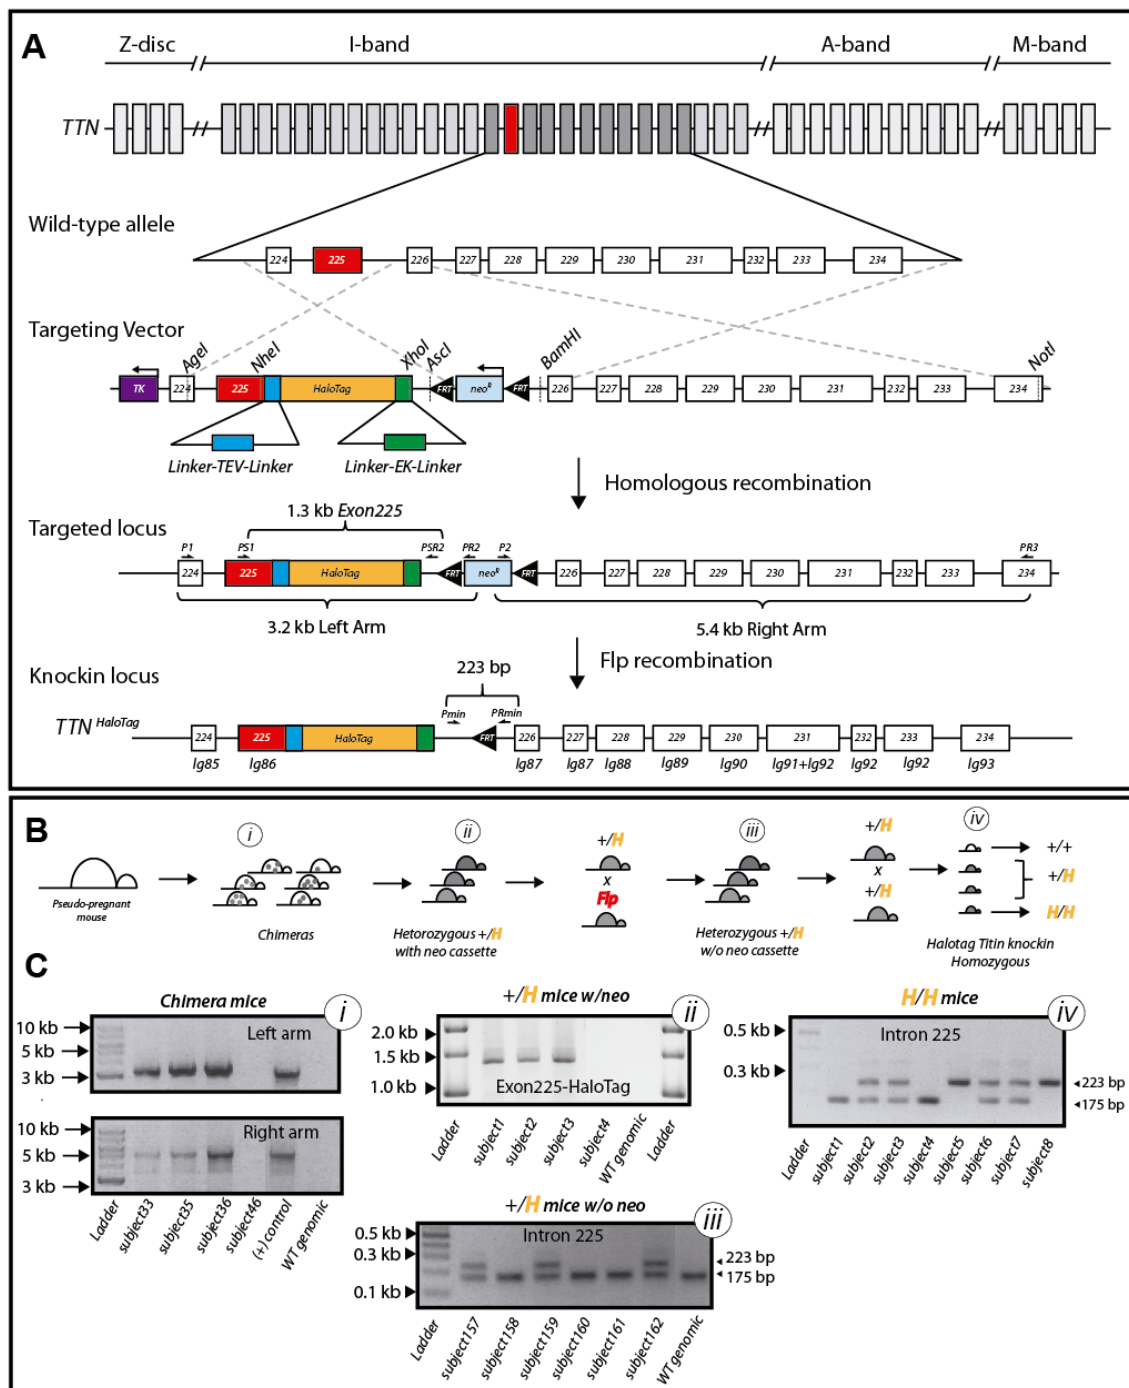 A
Z-disc I-band A-band M-band
TTN
Wild-type allele
224 225 226 227 228 229 230 231 232 233 234
Targeting Vector
AgeI NheI XhoI AscI BamHI NotI
TK 224 225 HaloTag FRT neoR FRT 226 227 228 229 230 231 232 233 234
Linker-TEV-Linker Linker-EK-Linker
Homologous recombination
1.3 kb Exon225
Targeted locus
P1 PS1 PSR2 PR2 P2 PR3
224 225 HaloTag FRT neoR FRT 226 227 228 229 230 231 232 233 234
3.2 kb Left Arm 5.4 kb Right Arm
Flp recombination
223 bp
Knockin locus
Pmin PRmin
TTN HaloTag
224 225 HaloTag FRT 226 227 228 229 230 231 232 233 234
Ig85 Ig86 Ig87 Ig87 Ig88 Ig89 Ig90 Ig91+Ig92 Ig92 Ig92 Ig93
B
i ii +/H iii +/H iv
+/+
x x +/H
Flp +/H H/H
Pseudo-pregnant
mouse
Chimeras
Hetorozygous +/H
with neo cassette
Heterozygous +/H
w/o neo cassette
Halotag Titin knockin
Homozygous
C
Chimera mice i
10 kb Left arm
5 kb
3 kb
10 kb Right arm
5 kb
3 kb
Ladder subject33 subject35 subject36 subject46 (+) control WT genomic
+/H mice w/neo ii
2.0 kb
1.5 kb
1.0 kb Exon225-HaloTag
Ladder subject1 subject2 subject3 subject4 WT genomic Ladder
H/H mice iv
0.5 kb Intron 225
0.3 kb
223 bp
175 bp
Ladder subject1 subject2 subject3 subject4 subject5 subject6 subject7 subject8
+/H mice w/o neo iii
0.5 kb Intron 225
0.3 kb
223 bp
175 bp
0.1 kb
Ladder subject157 subject158 subject159 subject160 subject161 subject162 WT genomic